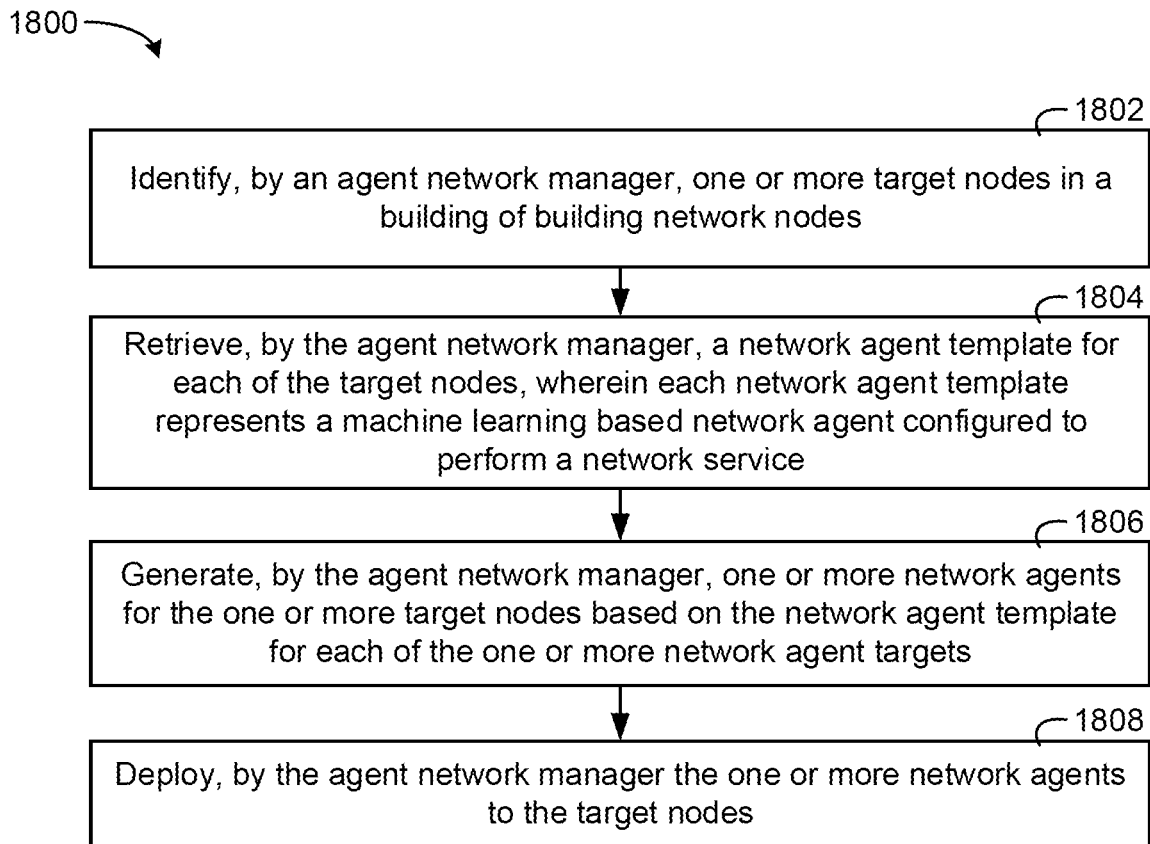 1800
1802
Identify, by an agent network manager, one or more target nodes in a
building of building network nodes
1804
Retrieve, by the agent network manager, a network agent template for
each of the target nodes, wherein each network agent template
represents a machine learning based network agent configured to
perform a network service
1806
Generate, by the agent network manager, one or more network agents
for the one or more target nodes based on the network agent template
for each of the one or more network agent targets
1808
Deploy, by the agent network manager the one or more network agents
to the target nodes